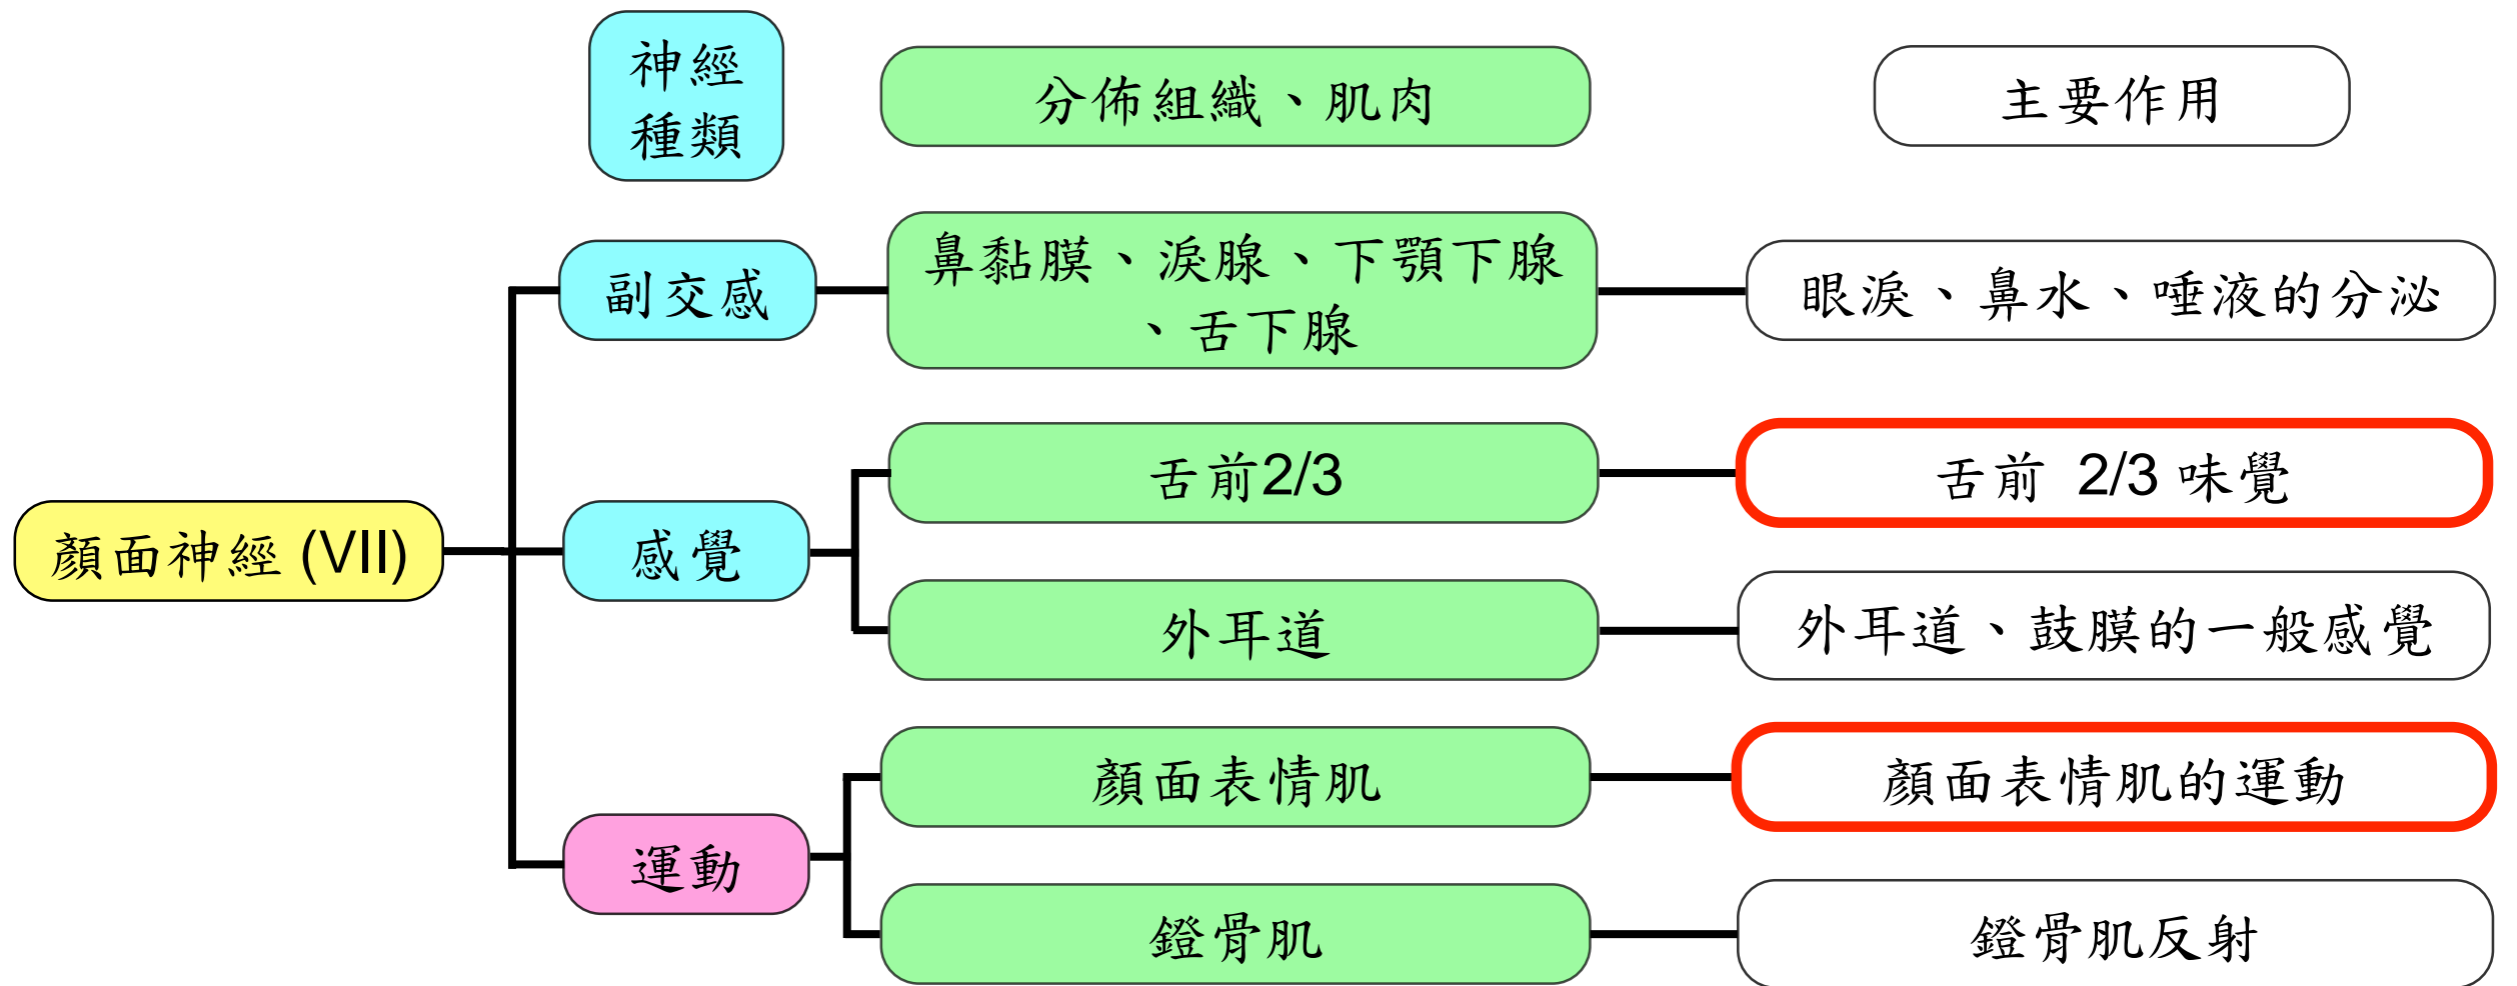 神經
種類
分佈組織、肌肉
主要作用
顏面神經 (VII)
副交感
鼻黏膜、淚腺、下顎下腺
、舌下腺
眼淚、鼻水、唾液的分泌
感覺
舌前2/3
舌前 2/3 味覺
外耳道
外耳道、鼓膜的一般感覺
運動
顏面表情肌
顏面表情肌的運動
鐙骨肌
鐙骨肌反射